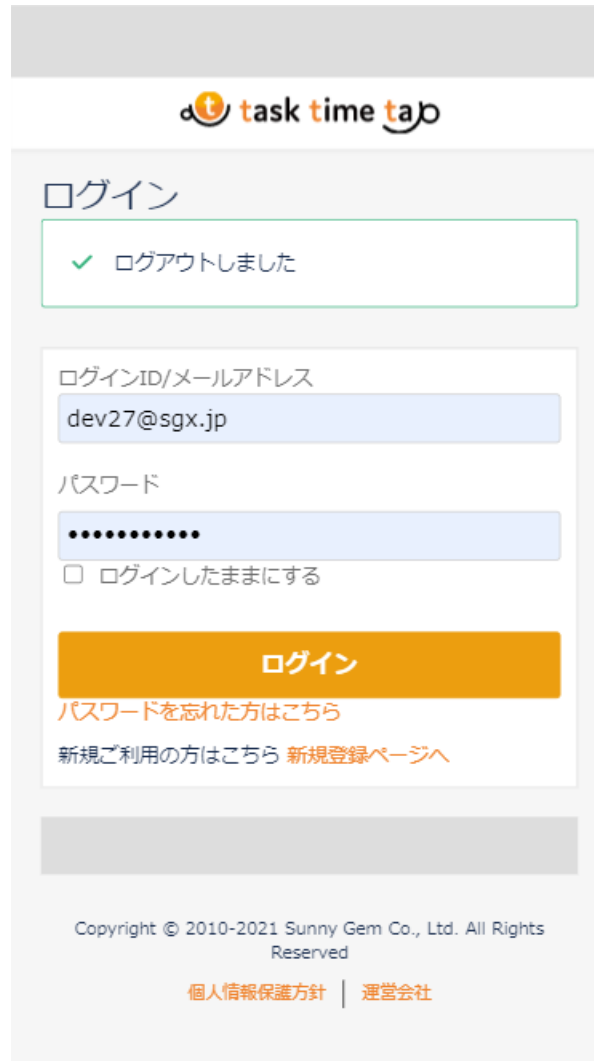 at task time tab
ログイン
ログアウトしました
ログインID/メールアドレス
dev27@sgx.jp
パスワード
•••••••••••
ログインしたままにする
ログイン
パスワードを忘れた方はこちら
新規ご利用の方はこちら 新規登録ページへ
Copyright © 2010-2021 Sunny Gem Co., Ltd. All Rights
Reserved
個人情報保護方針 | 運営会社